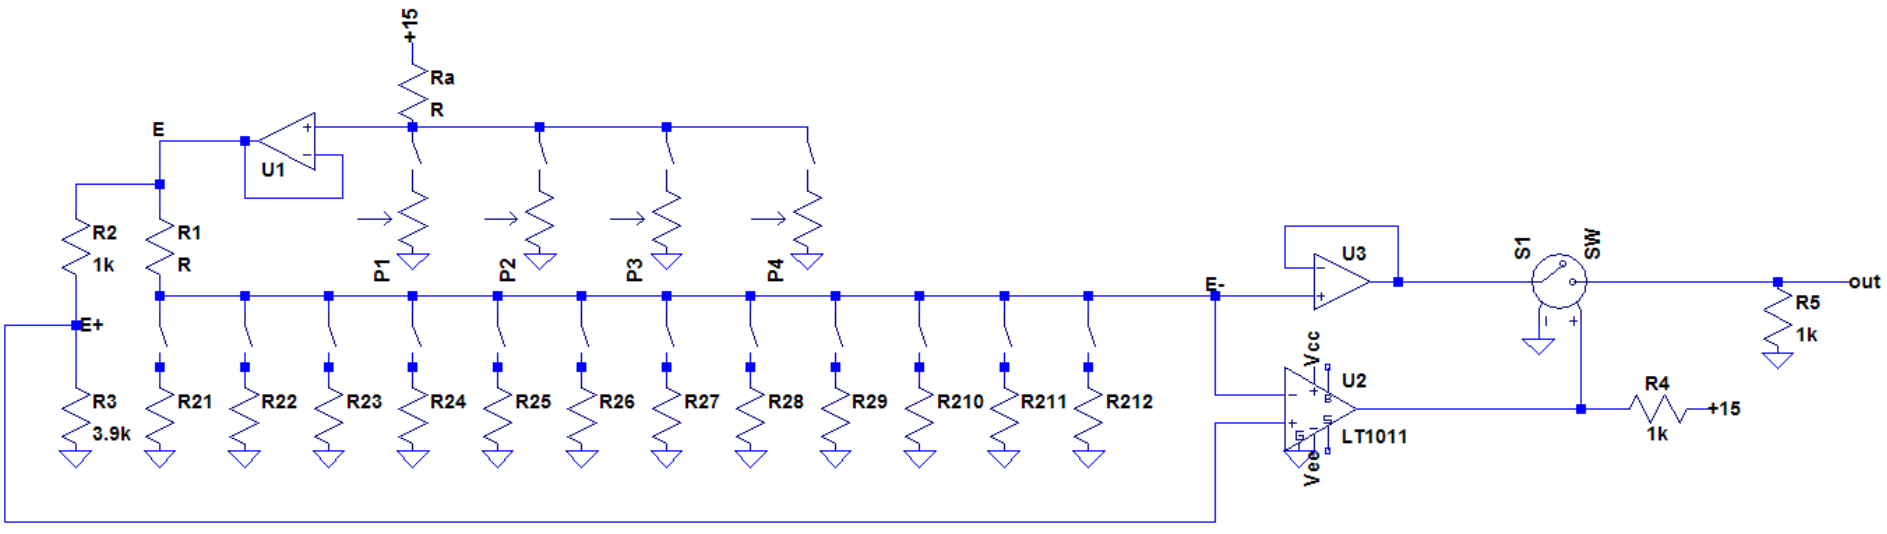 +15
Ra
R
E
U1
R2
1k
R1
R
P1
P2
P3
P4
E+
E-
R3
3.9k
R21
R22
R23
R24
R25
R26
R27
R28
R29
R210
R211
R212
U3
S1
SW
out
R5
1k
Vcc
U2
B
S
G
LT1011
Vee
R4
1k
+15